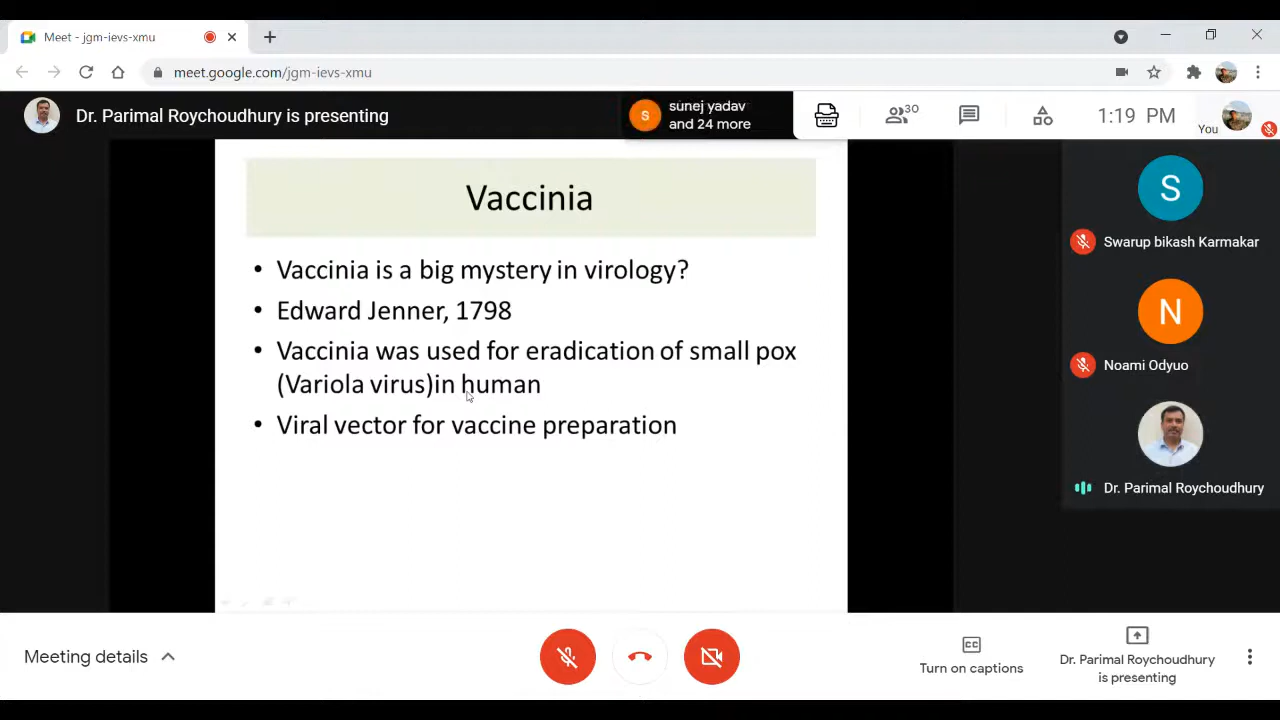 Meet - jgm-ievs-xmu
meet.google.com/jgm-ievs-xmu
Dr. Parimal Roychoudhury is presenting
S
sunej yadav
and 24 more
30
1:19 PM
You
Vaccinia
• Vaccinia is a big mystery in virology?
• Edward Jenner, 1798
• Vaccinia was used for eradication of small pox
(Variola virus)in human
• Viral vector for vaccine preparation
S
Swarup bikash Karmakar
N
Noami Odyuo
Dr. Parimal Roychoudhury
Meeting details
CC
Turn on captions
Dr. Parimal Roychoudhury
is presenting